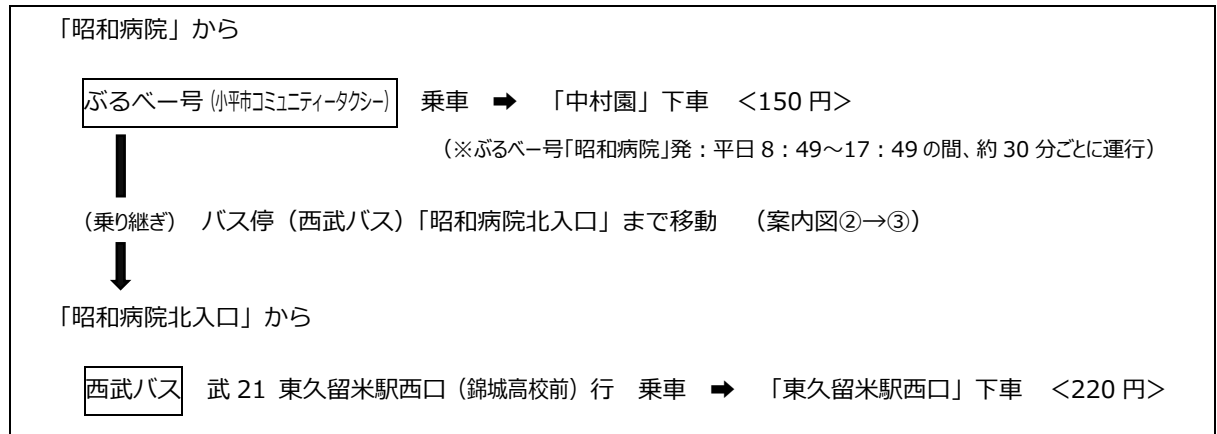 「昭和病院」から
ぶるべー号(小平市コミュニティータクシー) 乗車 ➡ 「中村園」下車 <150 円>
(※ぶるべー号「昭和病院」発:平日 8:49~17:49 の間、約 30 分ごとに運行)
(乗り継ぎ) バス停(西武バス)「昭和病院北入口」まで移動 (案内図②→③)
「昭和病院北入口」から
西武バス 武 21 東久留米駅西口(錦城高校前)行 乗車 ➡ 「東久留米駅西口」下車 <220 円>